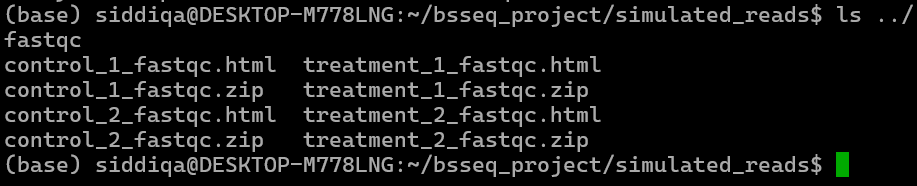 (base) siddiqa@DESKTOP-M778LNG:~/bsseq_project/simulated_reads$ ls ../
fastqc
control_1_fastqc.html  treatment_1_fastqc.html
control_1_fastqc.zip   treatment_1_fastqc.zip
control_2_fastqc.html  treatment_2_fastqc.html
control_2_fastqc.zip   treatment_2_fastqc.zip
(base) siddiqa@DESKTOP-M778LNG:~/bsseq_project/simulated_reads$